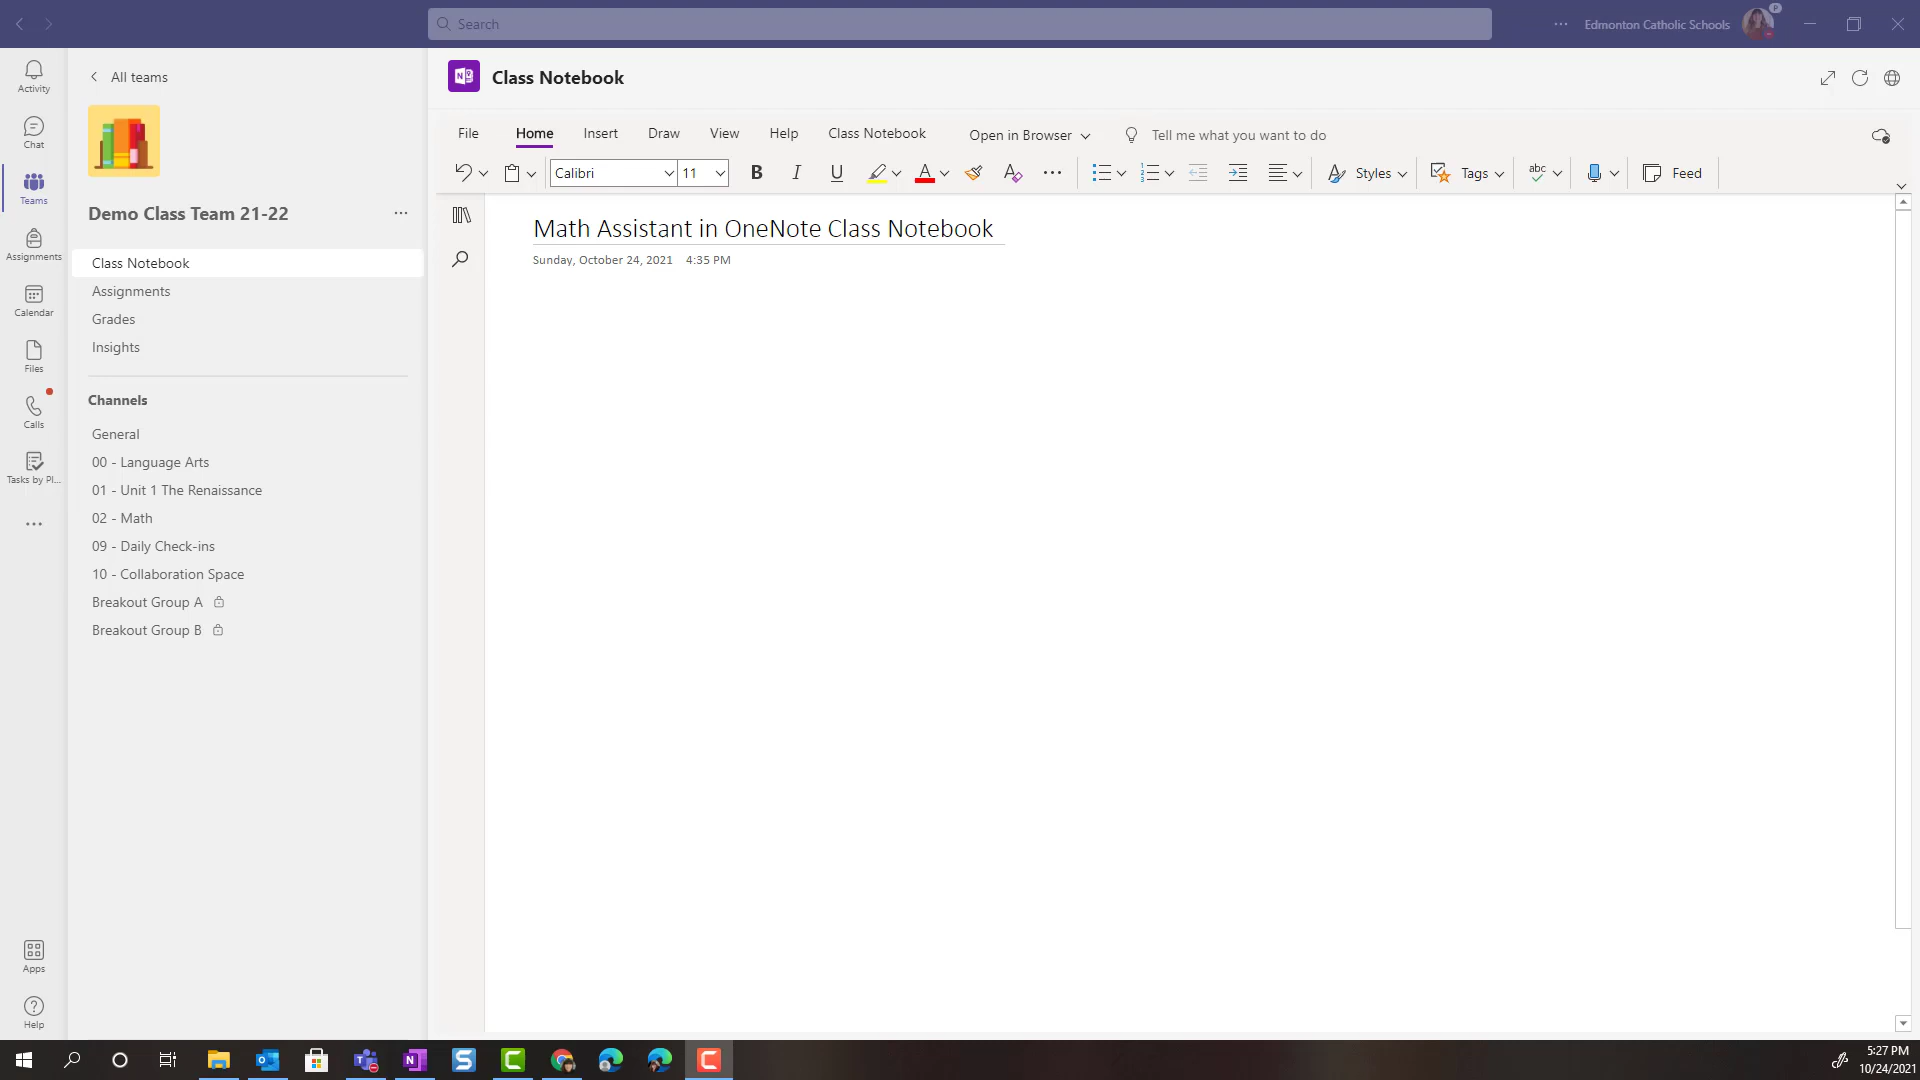 Search
Edmonton Catholic Schools
P
Activity
Chat
Teams
Assignments
Calendar
Files
Calls
Tasks by Pl...
Apps
Help
All teams
Demo Class Team 21-22
Class Notebook
Assignments
Grades
Insights
Channels
General
00 - Language Arts
01 - Unit 1 The Renaissance
02 - Math
09 - Daily Check-ins
10 - Collaboration Space
Breakout Group A
Breakout Group B
Class Notebook
File Home Insert Draw View Help Class Notebook Open in Browser Tell me what you want to do
Calibri 11 B I U A A Styles Tags abc Feed
Math Assistant in OneNote Class Notebook
Sunday, October 24, 2021 4:35 PM
5:27 PM
10/24/2021